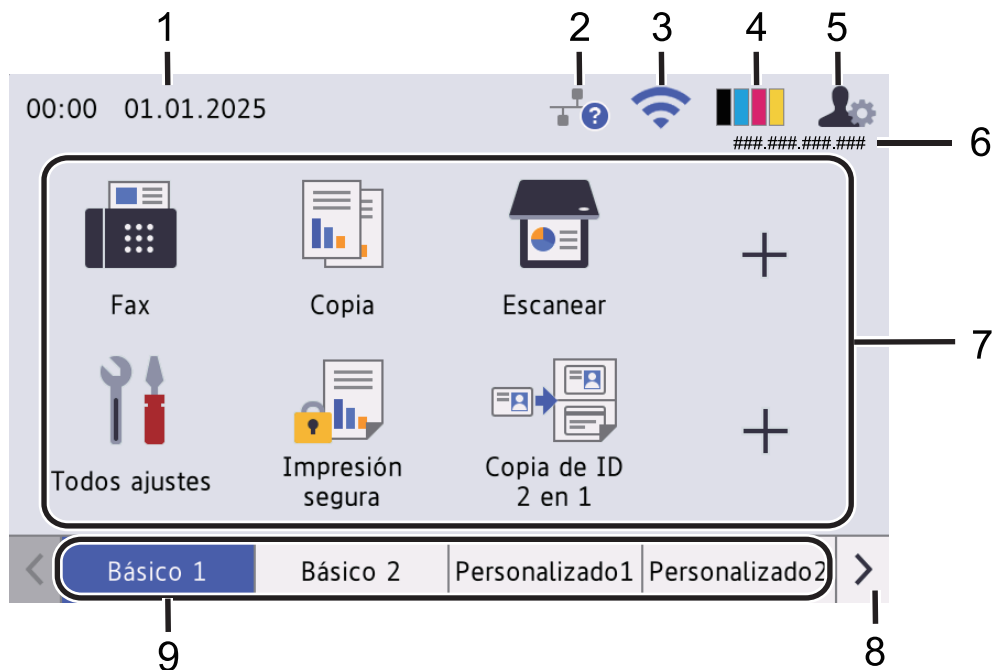 1 2 3 4 5
00:00 01.01.2025
?
###.###.###.### 6
Fax Copia Escanear
7
Todos ajustes
Impresión
segura
Copia de ID
2 en 1
Básico 1 Básico 2 Personalizado1 Personalizado2
9 8